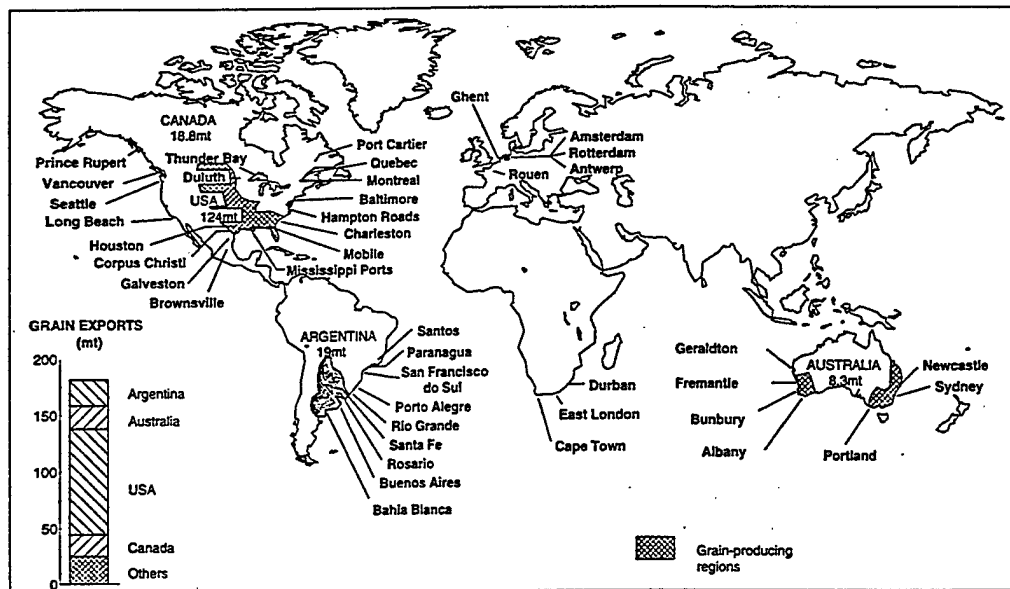 CANADA
18.8mt
Prince Rupert
Vancouver
Seattle
Long Beach
Houston
Corpus Christi
Galveston
Brownsville
Thunder Bay
Duluth
USA
124mt
Port Cartier
Quebec
Montreal
Baltimore
Hampton Roads
Charleston
Mobile
Mississippi Ports
Ghent
Amsterdam
Rotterdam
Antwerp
Rouen
ARGENTINA
19mt
Santos
Paranagua
San Francisco
do Sul
Porto Alegre
Rio Grande
Santa Fe
Rosario
Buenos Aires
Bahia Blanca
Durban
East London
Cape Town
Geraldton
Fremantle
Bunbury
Albany
AUSTRALIA
8.3mt
Newcastle
Sydney
Portland
GRAIN EXPORTS
(mt)
200
150
100
50
0
Argentina
Australia
USA
Canada
Others
Grain-producing
regions